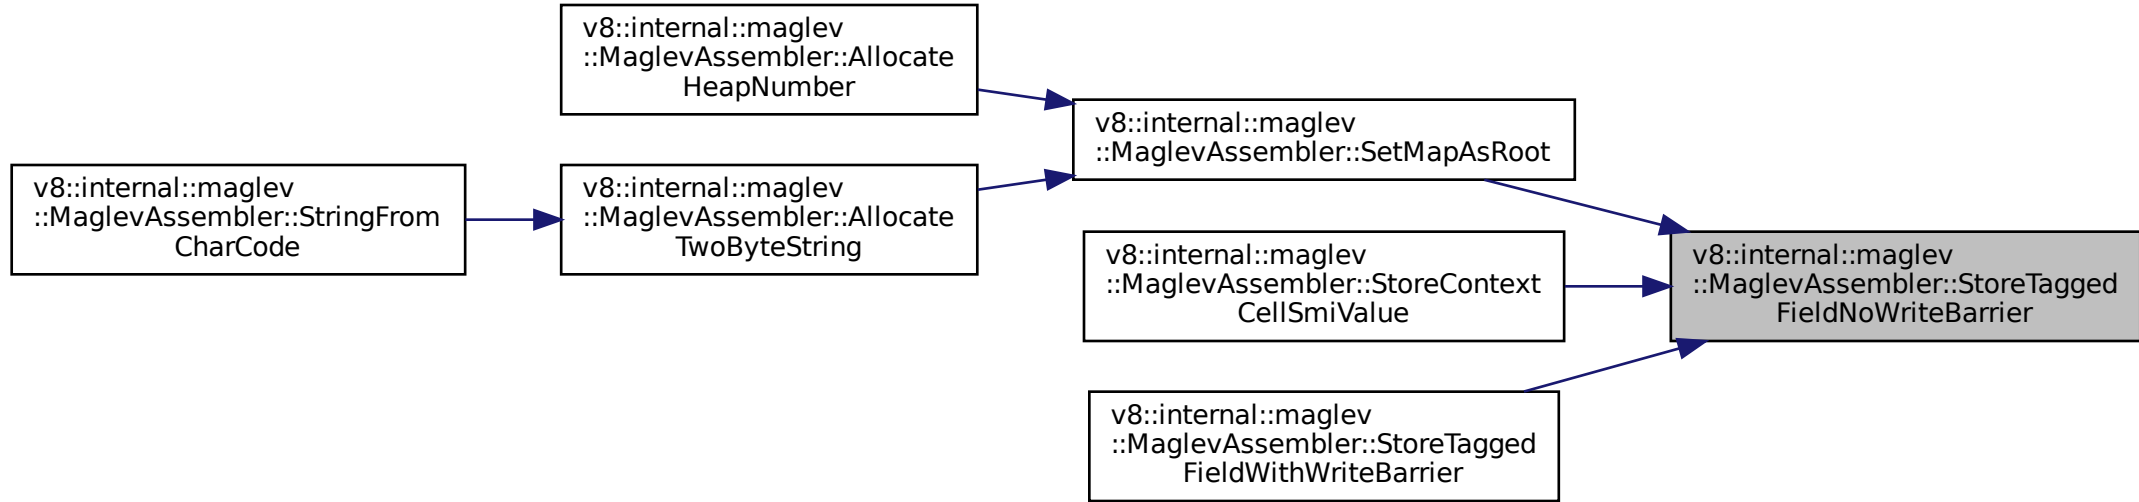 v8::internal::maglev
::MaglevAssembler::Allocate
HeapNumber
v8::internal::maglev
::MaglevAssembler::SetMapAsRoot
v8::internal::maglev
::MaglevAssembler::StringFrom
CharCode
v8::internal::maglev
::MaglevAssembler::Allocate
TwoByteString
v8::internal::maglev
::MaglevAssembler::StoreContext
CellSmiValue
v8::internal::maglev
::MaglevAssembler::StoreTagged
FieldNoWriteBarrier
v8::internal::maglev
::MaglevAssembler::StoreTagged
FieldWithWriteBarrier